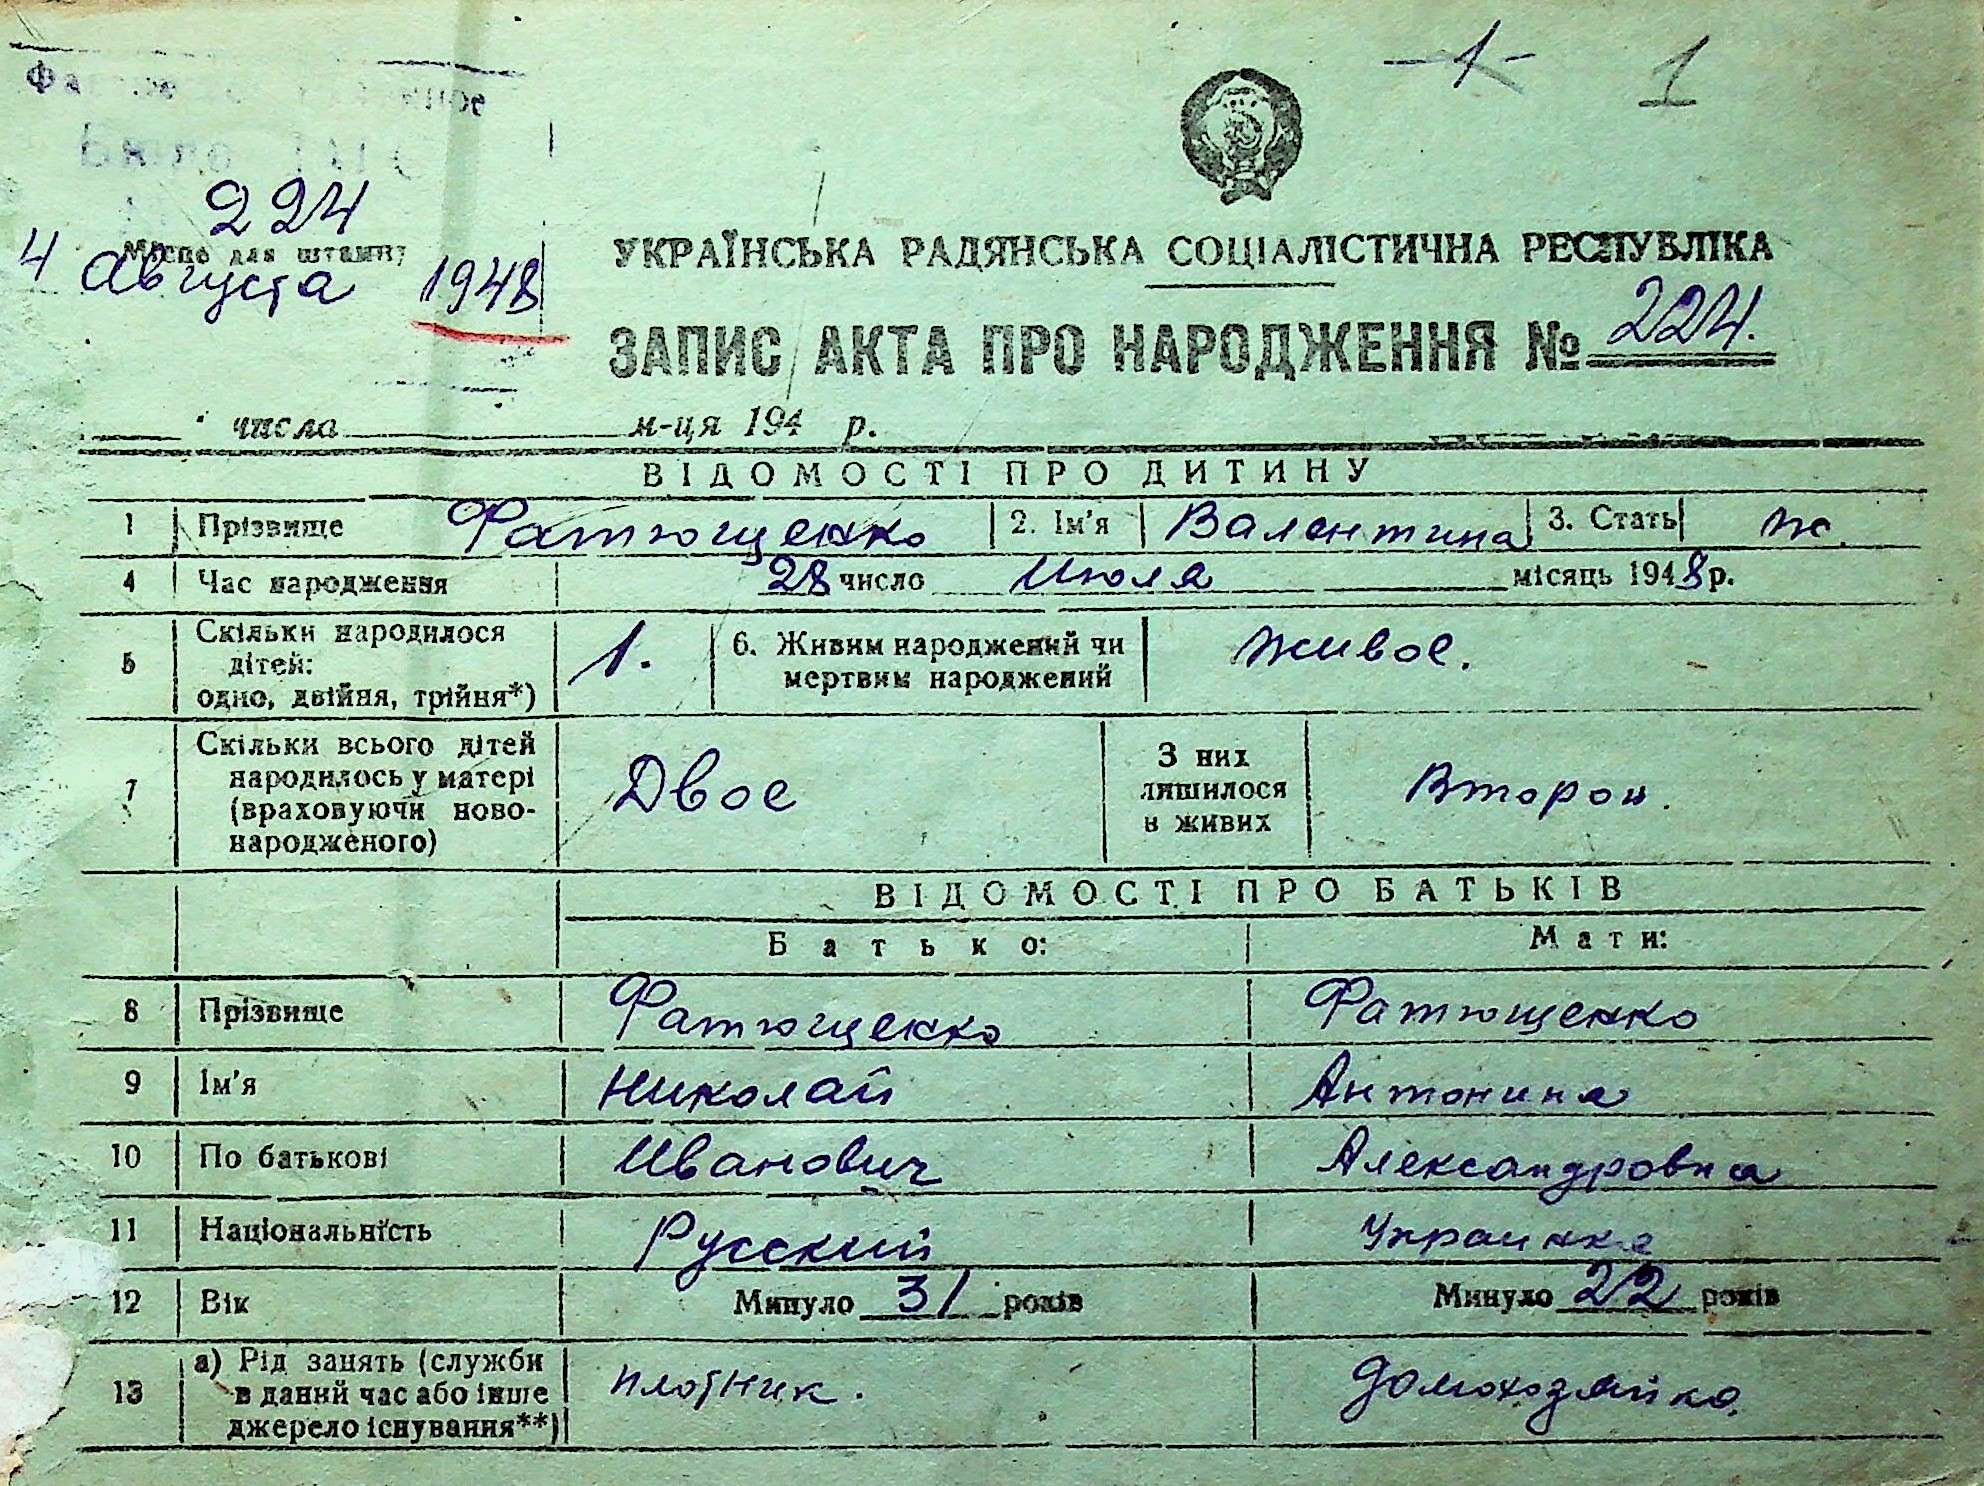 -1- 1
224
Місце для штампу
4 Августа 1948
УКРАЇНСЬКА РАДЯНСЬКА СОЦІАЛІСТИЧНА РЕСПУБЛІКА
ЗАПИС АКТА ПРО НАРОДЖЕННЯ № 224.
числа м-ця 194 р.
ВІДОМОСТІ ПРО ДИТИНУ
1 Прізвище Фатющенко 2. Ім'я Валентина 3. Стать ж.
4 Час народження 28 число Июля місяць 1948 р.
5 Скільки народилося
дітей:
одно, двійня, трійня*) 1. 6. Живим народжений чи
мертвим народжений живое.
7 Скільки всього дітей
народилось у матері
(враховуючи ново-
народженого) Двое З них
лишилося
в живих Второй.
ВІДОМОСТІ ПРО БАТЬКІВ
Батько: Мати:
8 Прізвище Фатющенко Фатющенко
9 Ім'я Николай Антонина
10 По батькові Иванович Александровна
11 Національність Русский Украинка
12 Вік Минуло 31 років Минуло 22 років
13 а) Рід занять (служби
в даний час або інше
джерело існування**) плотник. домохозяйка.